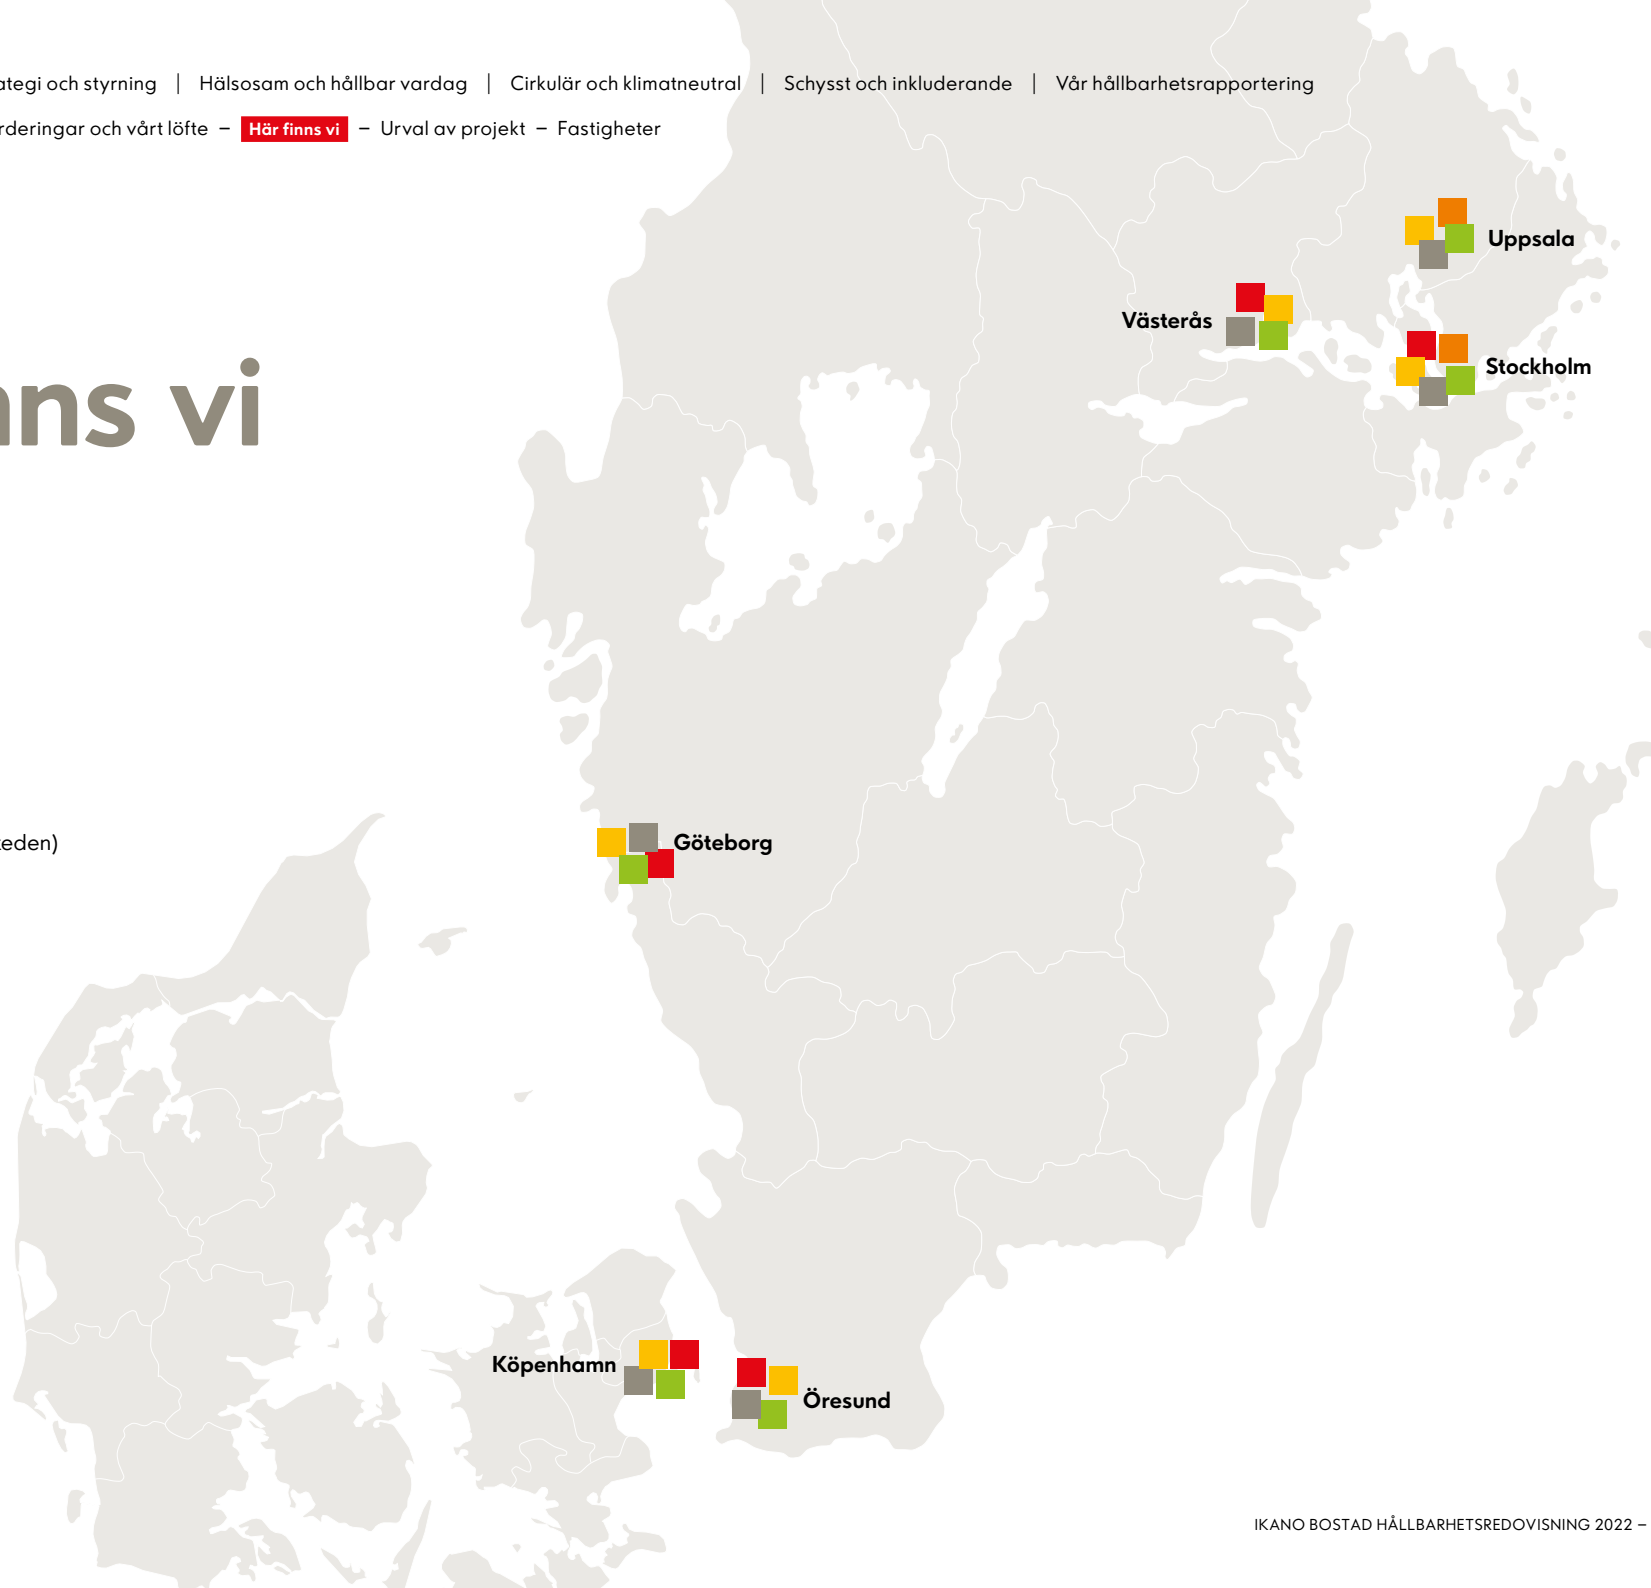 ategi och styrning | Hälsosam och hållbar vardag | Cirkulär och klimatneutral | Schysst och inkluderande | Vår hållbarhetsrapportering
rderingar och vårt löfte – Här finns vi – Urval av projekt – Fastigheter
Uppsala
Västerås
Stockholm
nns vi
eden)
Göteborg
Köpenhamn
Öresund
IKANO BOSTAD HÅLLBARHETSREDOVISNING 2022 –